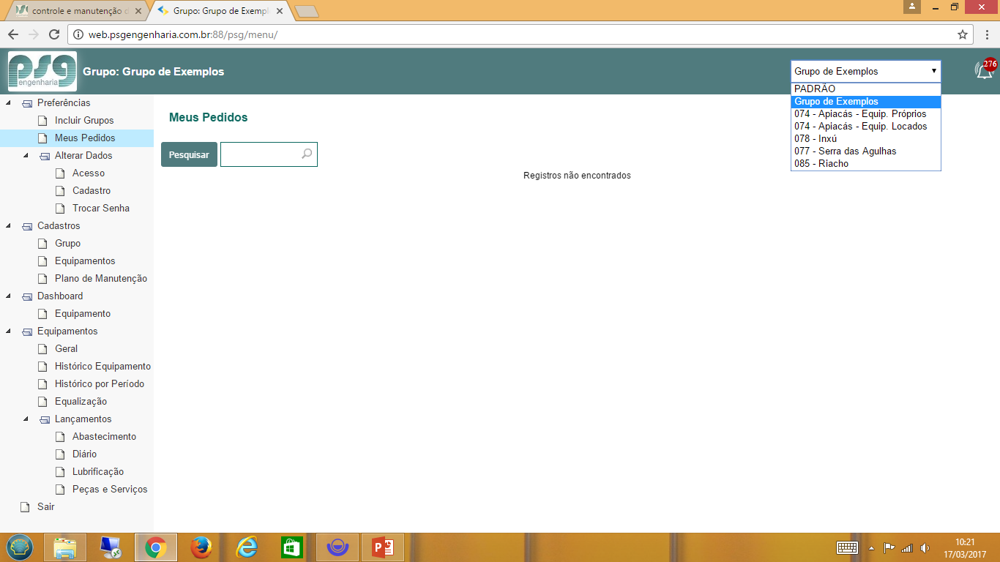 controle e manutenção d
Grupo: Grupo de Exempl
web.psgengenharia.com.br:88/psg/menu/
psg
engenharia
Grupo: Grupo de Exemplos
Grupo de Exemplos
276
PADRÃO
Grupo de Exemplos
074 - Apiacás - Equip. Próprios
074 - Apiacás - Equip. Locados
078 - Inxú
077 - Serra das Agulhas
085 - Riacho
Preferências
Incluir Grupos
Meus Pedidos
Alterar Dados
Acesso
Cadastro
Trocar Senha
Cadastros
Grupo
Equipamentos
Plano de Manutenção
Dashboard
Equipamento
Equipamentos
Geral
Histórico Equipamento
Histórico por Período
Equalização
Lançamentos
Abastecimento
Diário
Lubrificação
Peças e Serviços
Sair
Meus Pedidos
Pesquisar
Registros não encontrados
10:21
17/03/2017